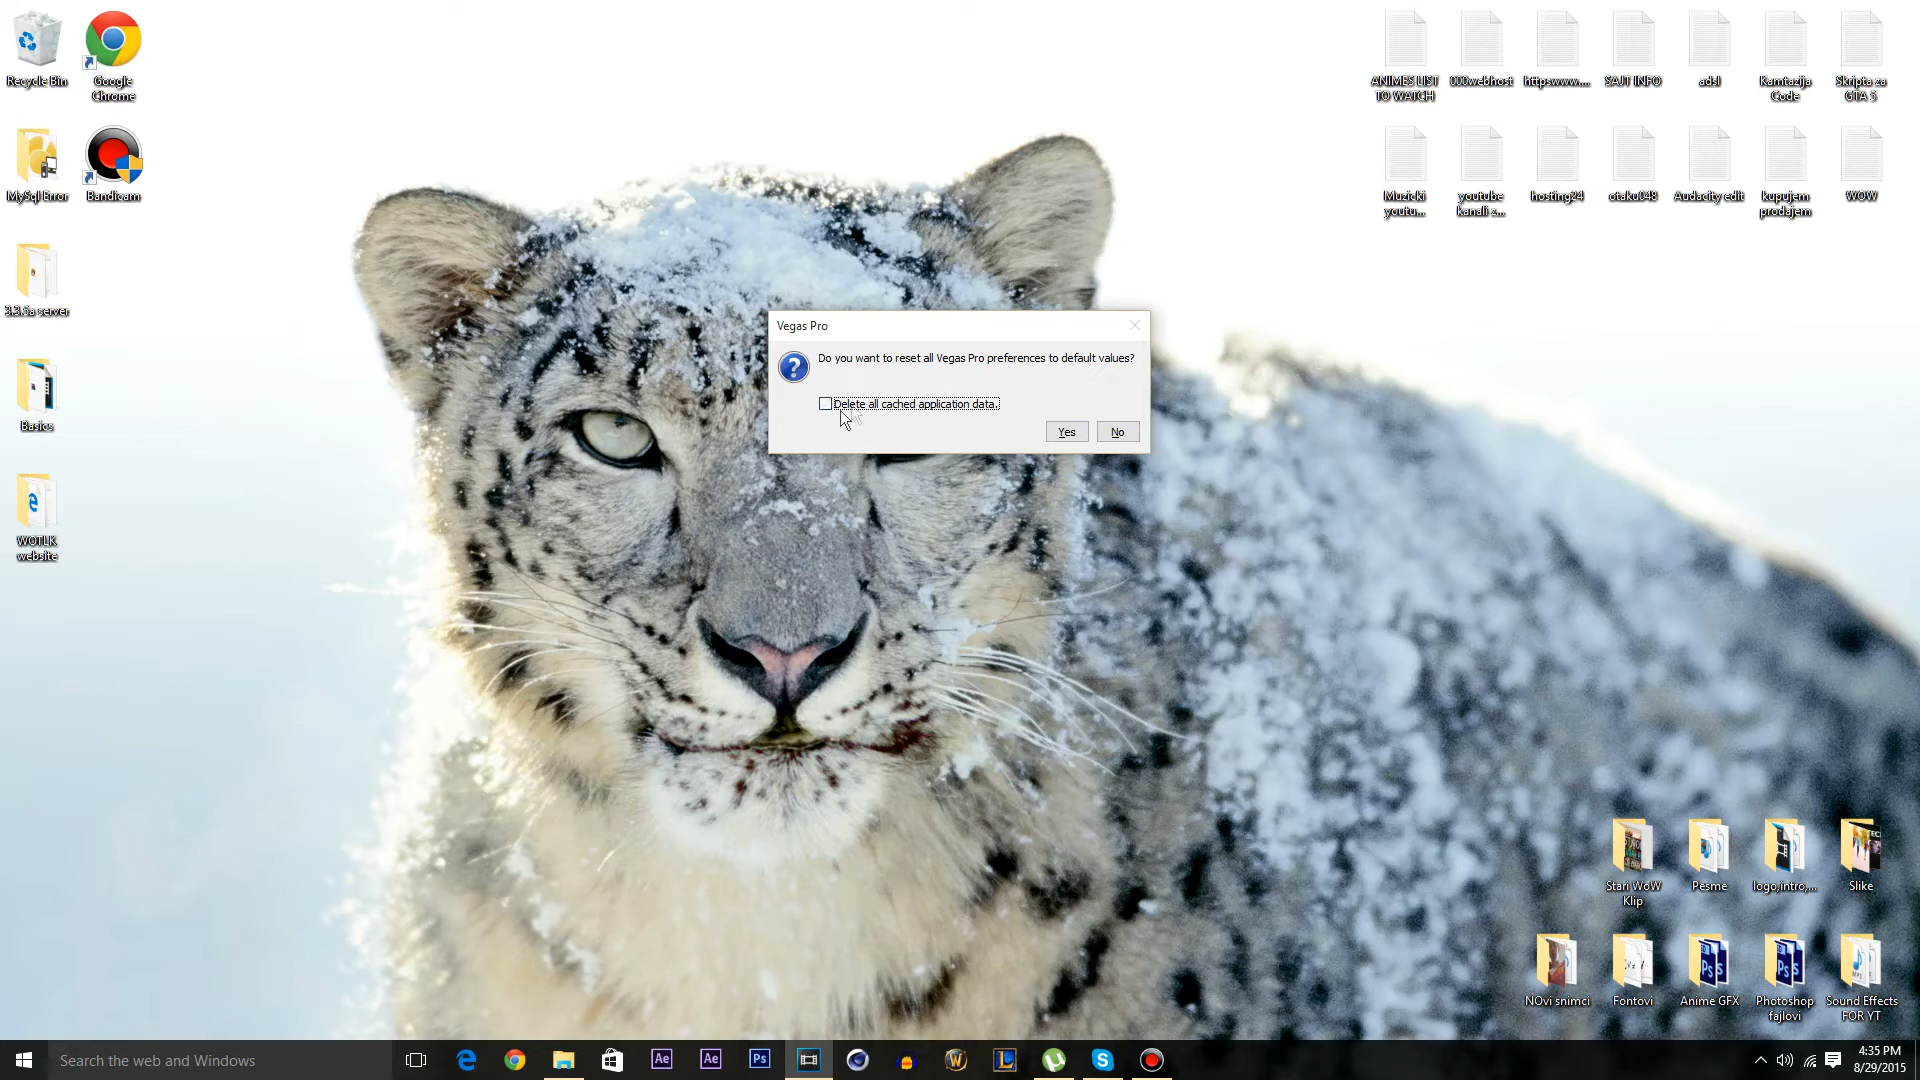 Recycle Bin
Google
Chrome
MySql Error
Bandicam
3.3.5a server
Basics
WOTLK
website
ANIMES LIST
TO WATCH
000webhost
httpswww....
SAJT INFO
adsl
Kamtazija
Code
Skripta za
GTA 5
Muzicki
youtu...
youtube
kanali z...
hosting24
otaku048
Audacity edit
kupujem
prodajem
WOW
Vegas Pro
Do you want to reset all Vegas Pro preferences to default values?
Delete all cached application data.
Yes
No
Stari WoW
Klip
Pesme
logo,intro,...
Slike
NOvi snimci
Fontovi
Anime GFX
Photoshop
fajlovi
Sound Effects
FOR YT
Search the web and Windows
Ae
Ae
Ps
4:35 PM
8/29/2015